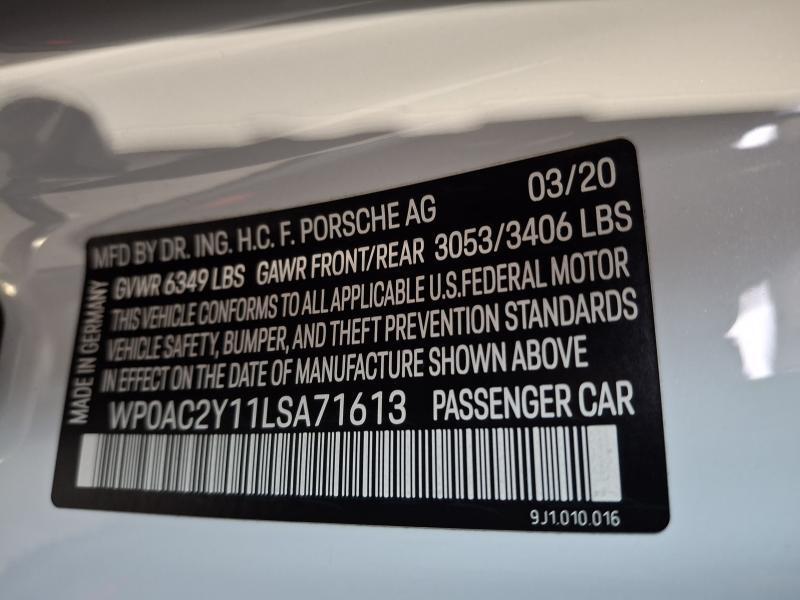 MFD BY DR. ING. H.C. F. PORSCHE AG 03/20
GVWR 6349 LBS GAWR FRONT/REAR 3053/3406 LBS
THIS VEHICLE CONFORMS TO ALL APPLICABLE U.S.FEDERAL MOTOR
VEHICLE SAFETY, BUMPER, AND THEFT PREVENTION STANDARDS
IN EFFECT ON THE DATE OF MANUFACTURE SHOWN ABOVE
WP0AC2Y11LSA71613 PASSENGER CAR
9J1.010.016
MADE IN GERMANY